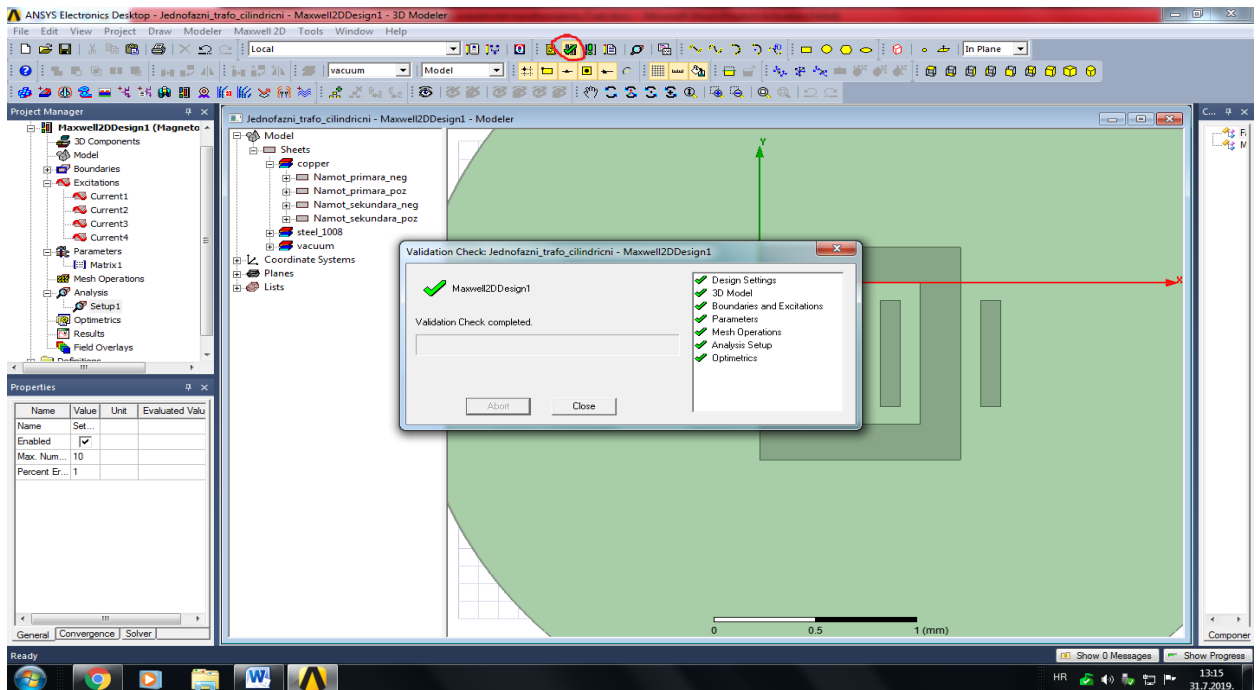 ANSYS Electronics Desktop - Jednofazni_trafo_cilindricni - Maxwell2DDesign1 - 3D Modeler
File Edit View Project Draw Modeler Maxwell 2D Tools Window Help
Local
In Plane
vacuum
Model
Project Manager
Maxwell2DDesign1 (Magneto
3D Components
Model
Boundaries
Excitations
Current1
Current2
Current3
Current4
Parameters
Matrix1
Mesh Operations
Analysis
Setup1
Optimetrics
Results
Field Overlays
Definitions
Properties
Name Value Unit Evaluated Valu
Name Set...
Enabled
Max. Num... 10
Percent Er... 1
General Convergence Solver
Jednofazni_trafo_cilindricni - Maxwell2DDesign1 - Modeler
Model
Sheets
copper
Namot_primara_neg
Namot_primara_poz
Namot_sekundara_neg
Namot_sekundara_poz
steel_1008
vacuum
Coordinate Systems
Planes
Lists
Y
X
Validation Check: Jednofazni_trafo_cilindricni - Maxwell2DDesign1
Maxwell2DDesign1
Validation Check completed.
Abort
Close
Design Settings
3D Model
Boundaries and Excitations
Parameters
Mesh Operations
Analysis Setup
Optimetrics
0 0.5 1 (mm)
C...
F
M
Componer
Ready
Show 0 Messages
Show Progress
HR
13:15
31.7.2019.